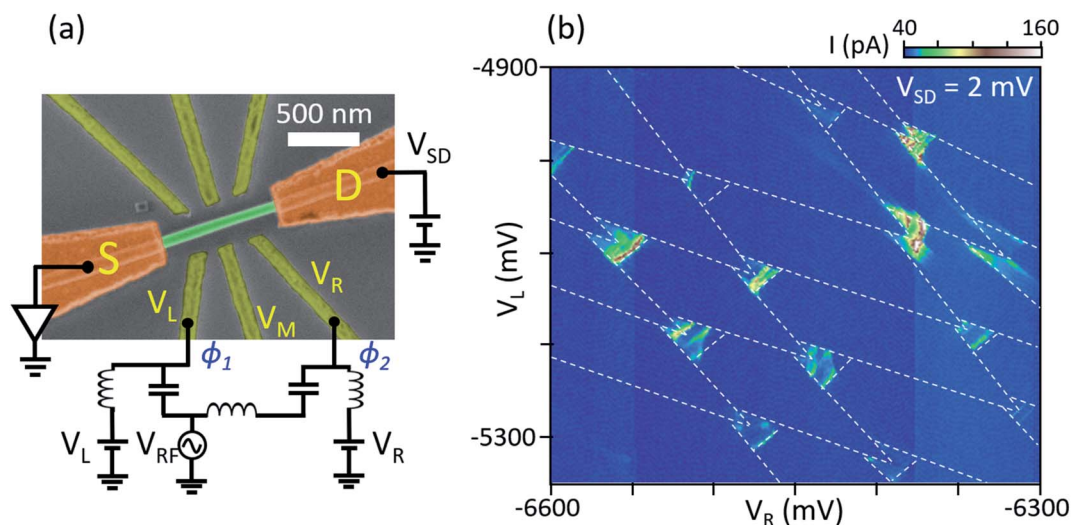 (a)
500 nm
V_SD
D
S
V_R
V_L
V_M
ϕ_1
ϕ_2
V_L
V_RF
V_R
(b)
I (pA)
40
160
V_SD = 2 mV
-4900
V_L (mV)
-5300
-6600
V_R (mV)
-6300